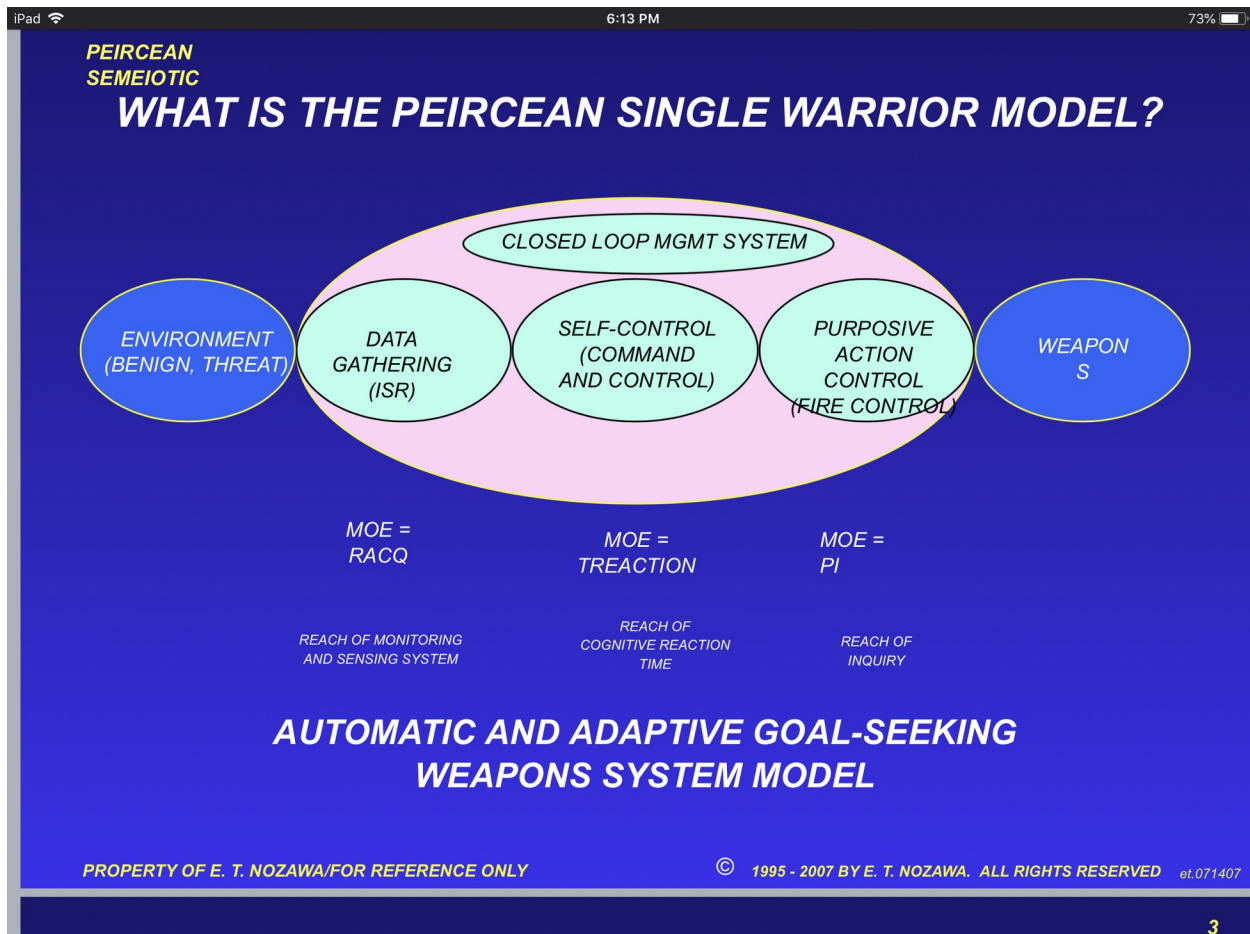 iPad 6:13 PM 73%
PEIRCEAN
SEMEIOTIC
WHAT IS THE PEIRCEAN SINGLE WARRIOR MODEL?
CLOSED LOOP MGMT SYSTEM
ENVIRONMENT
(BENIGN, THREAT)
DATA
GATHERING
(ISR)
SELF-CONTROL
(COMMAND
AND CONTROL)
PURPOSIVE
ACTION
CONTROL
(FIRE CONTROL)
WEAPON
S
MOE =
RACQ
MOE =
TREACTION
MOE =
PI
REACH OF MONITORING
AND SENSING SYSTEM
REACH OF
COGNITIVE REACTION
TIME
REACH OF
INQUIRY
AUTOMATIC AND ADAPTIVE GOAL-SEEKING
WEAPONS SYSTEM MODEL
PROPERTY OF E. T. NOZAWA/FOR REFERENCE ONLY
© 1995 - 2007 BY E. T. NOZAWA. ALL RIGHTS RESERVED et.071407
3